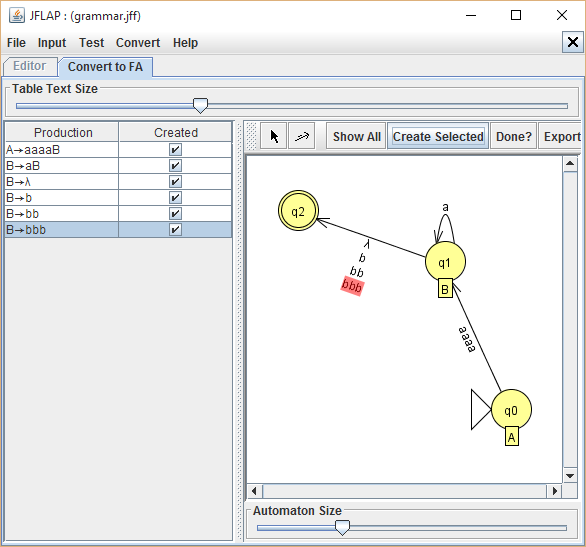 JFLAP : (grammar.jff)
File Input Test Convert Help
Editor Convert to FA
Table Text Size
Production Created
A→aaaaB
B→aB
B→λ
B→b
B→bb
B→bbb
Show All Create Selected Done? Export
q2
a
q1
B
λ
b
bb
bbb
aaaa
q0
A
Automaton Size